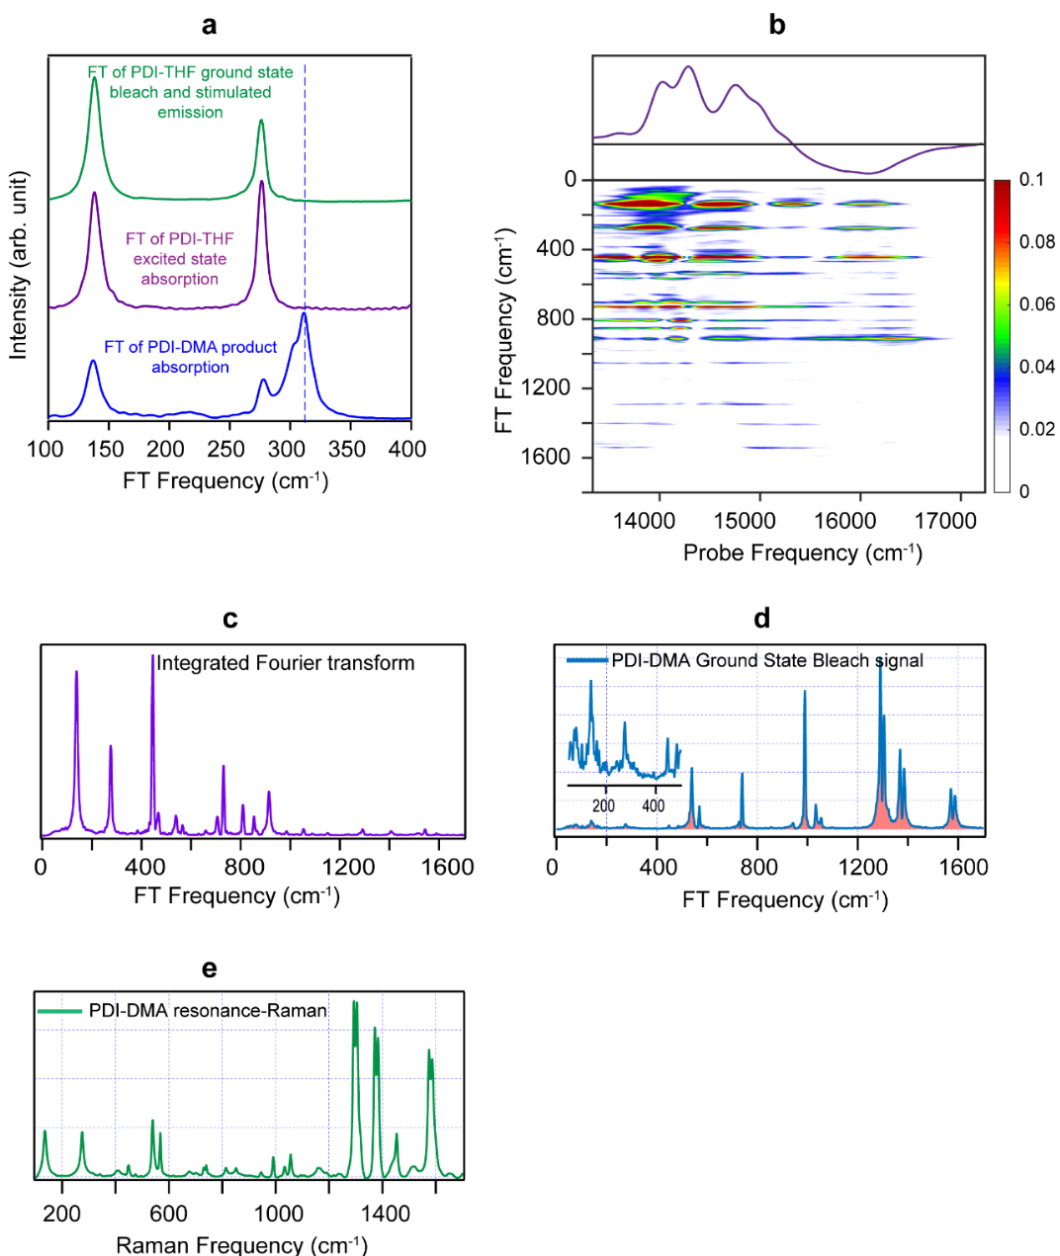 a
FT of PDI-THF ground state
bleach and stimulated
emission
FT of PDI-THF
excited state
absorption
FT of PDI-DMA product
absorption
Intensity (arb. unit)
100 150 200 250 300 350 400
FT Frequency (cm⁻¹)
b
0
400
800
1200
1600
FT Frequency (cm⁻¹)
14000 15000 16000 17000
Probe Frequency (cm⁻¹)
0.1
0.08
0.06
0.04
0.02
0
c
Integrated Fourier transform
0 400 800 1200 1600
FT Frequency (cm⁻¹)
d
PDI-DMA Ground State Bleach signal
200 400
0 400 800 1200 1600
FT Frequency (cm⁻¹)
e
PDI-DMA resonance-Raman
200 600 1000 1400
Raman Frequency (cm⁻¹)